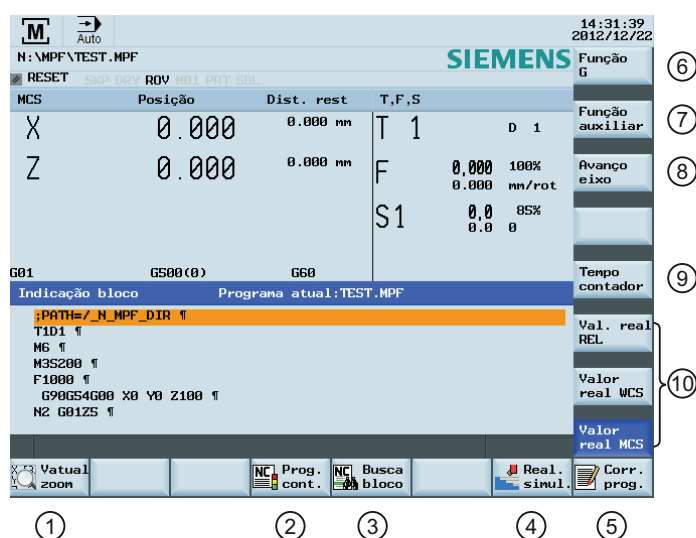 M
Auto
14:31:39
2012/12/22
N:\MPF\TEST.MPF
SIEMENS
RESET SKP DRY ROV M01 PRT SBL
MCS Posição Dist. rest T,F,S
X 0.000 0.000 mm T 1 D 1
Z 0.000 0.000 mm F 0,000 100%
0.000 mm/rot
S1 0,0 85%
0.0 0
G01 G500(0) G60
Indicação bloco Programa atual:TEST.MPF
;PATH=/_N_MPF_DIR ¶
T1D1 ¶
M6 ¶
M3S200 ¶
F1000 ¶
G90G54G00 X0 Y0 Z100 ¶
N2 G01Z5 ¶
Função
G
6
Função
auxiliar
7
Avanço
eixo
8
Tempo
contador
9
Val. real
REL
Valor
real WCS
Valor
real MCS
10
Vatual
zoom
NC Prog.
cont.
NC Busca
bloco
Real.
simul.
Corr.
prog.
1 2 3 4 5